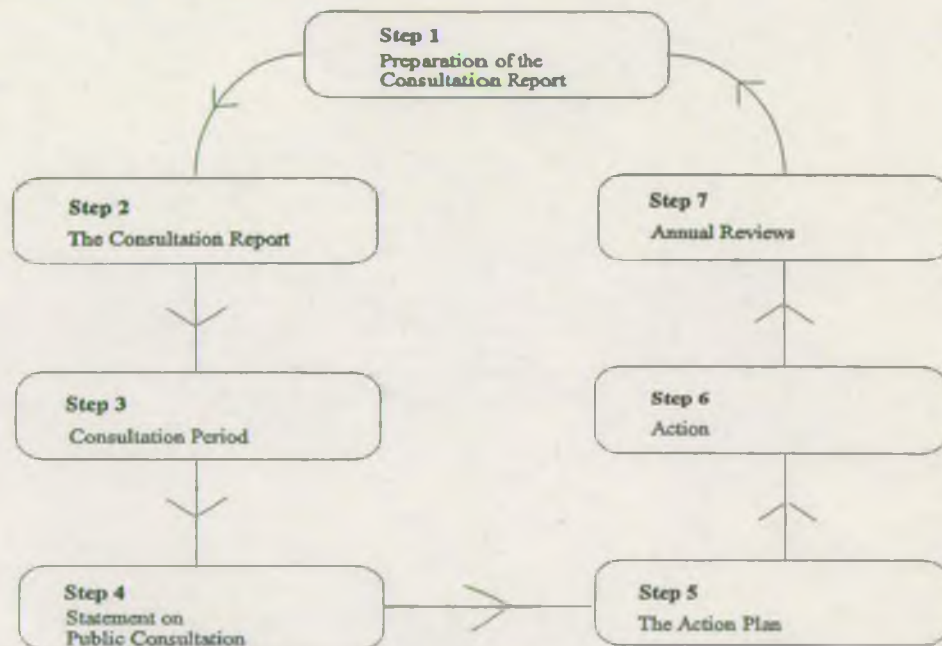 Step 1
Preparation of the
Consultation Report
Step 2
The Consultation Report
Step 3
Consultation Period
Step 4
Statement on
Public Consultation
Step 5
The Action Plan
Step 6
Action
Step 7
Annual Reviews